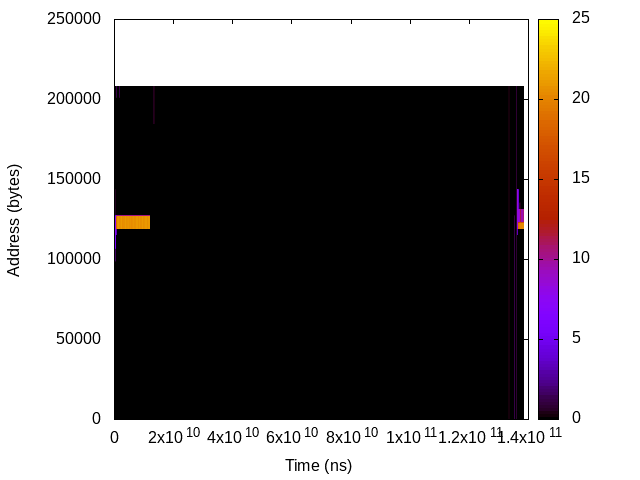 250000
200000
150000
100000
50000
0
Address (bytes)
0
2x10 10
4x10 10
6x10 10
8x10 10
1x10 11
1.2x10 11
1.4x10 11
Time (ns)
25
20
15
10
5
0